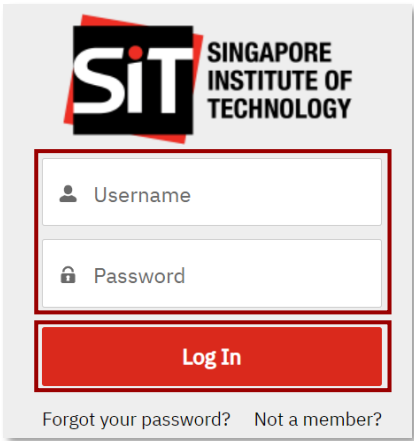 SiT
SINGAPORE
INSTITUTE OF
TECHNOLOGY
Username
Password
Log In
Forgot your password? Not a member?